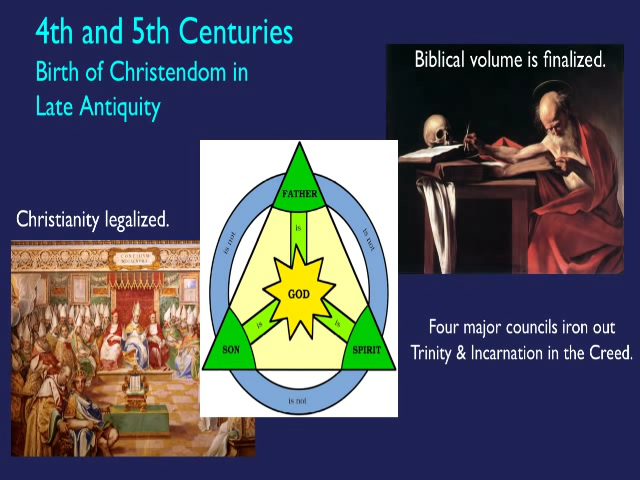 4th and 5th Centuries
Birth of Christendom in
Late Antiquity
Biblical volume is finalized.
Christianity legalized.
FATHER
is not
is
is not
GOD
is
is
SON
SPIRIT
is not
Four major councils iron out
Trinity & Incarnation in the Creed.